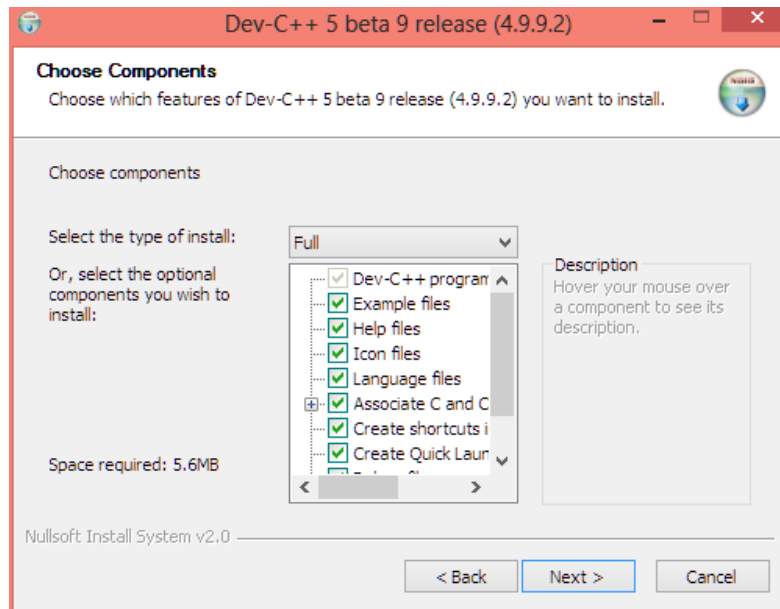 Dev-C++ 5 beta 9 release (4.9.9.2)
Choose Components
Choose which features of Dev-C++ 5 beta 9 release (4.9.9.2) you want to install.
Choose components
Select the type of install:
Full
Or, select the optional
components you wish to
install:
Dev-C++ program
Example files
Help files
Icon files
Language files
Associate C and C
Create shortcuts i
Create Quick Laun
Description
Hover your mouse over
a component to see its
description.
Space required: 5.6MB
Nullsoft Install System v2.0
< Back
Next >
Cancel